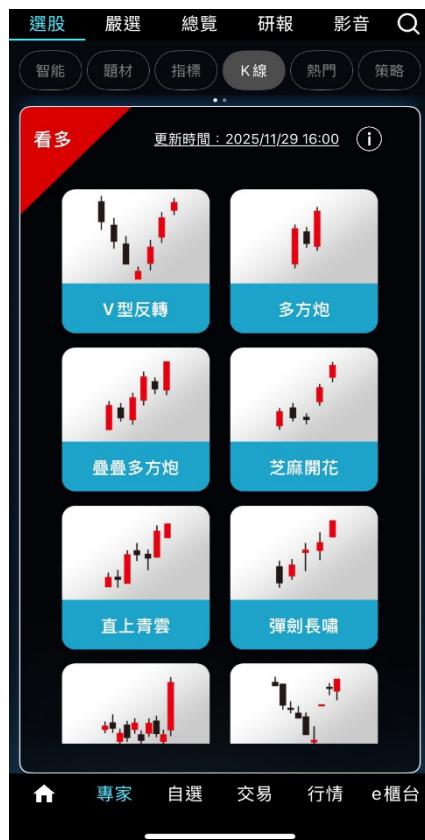 選股 嚴選 總覽 研報 影音
智能 題材 指標 K線 熱門 策略
看多 更新時間：2025/11/29 16:00 i
V型反轉 多方炮
疊疊多方炮 芝麻開花
直上青雲 彈劍長嘯
專家 自選 交易 行情 e櫃台